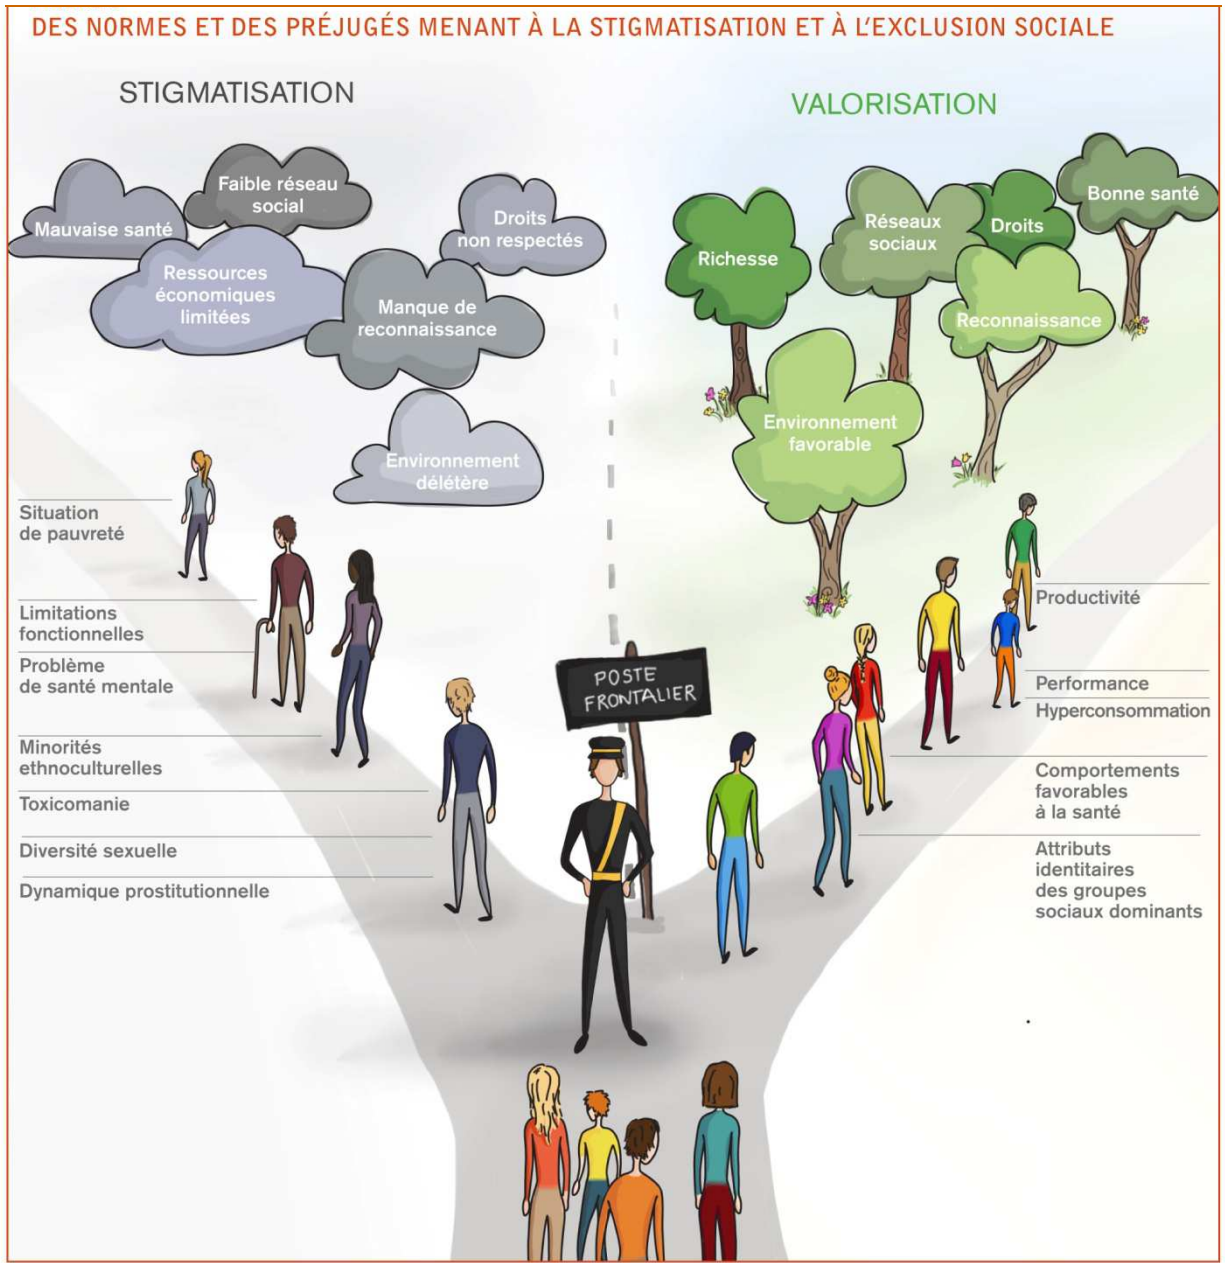 DES NORMES ET DES PRÉJUGÉS MENANT À LA STIGMATISATION ET À L'EXCLUSION SOCIALE
STIGMATISATION
Mauvaise santé
Faible réseau
social
Ressources
économiques
limitées
Droits
non respectés
Manque de
reconnaissance
Environnement
délétère
VALORISATION
Richesse
Réseaux
sociaux
Droits
Bonne santé
Reconnaissance
Environnement
favorable
Situation
de pauvreté
Limitations
fonctionnelles
Problème
de santé mentale
Minorités
ethnoculturelles
Toxicomanie
Diversité sexuelle
Dynamique prostitutionnelle
POSTE
FRONTALIER
Productivité
Performance
Hyperconsommation
Comportements
favorables
à la santé
Attributs
identitaires
des groupes
sociaux dominants